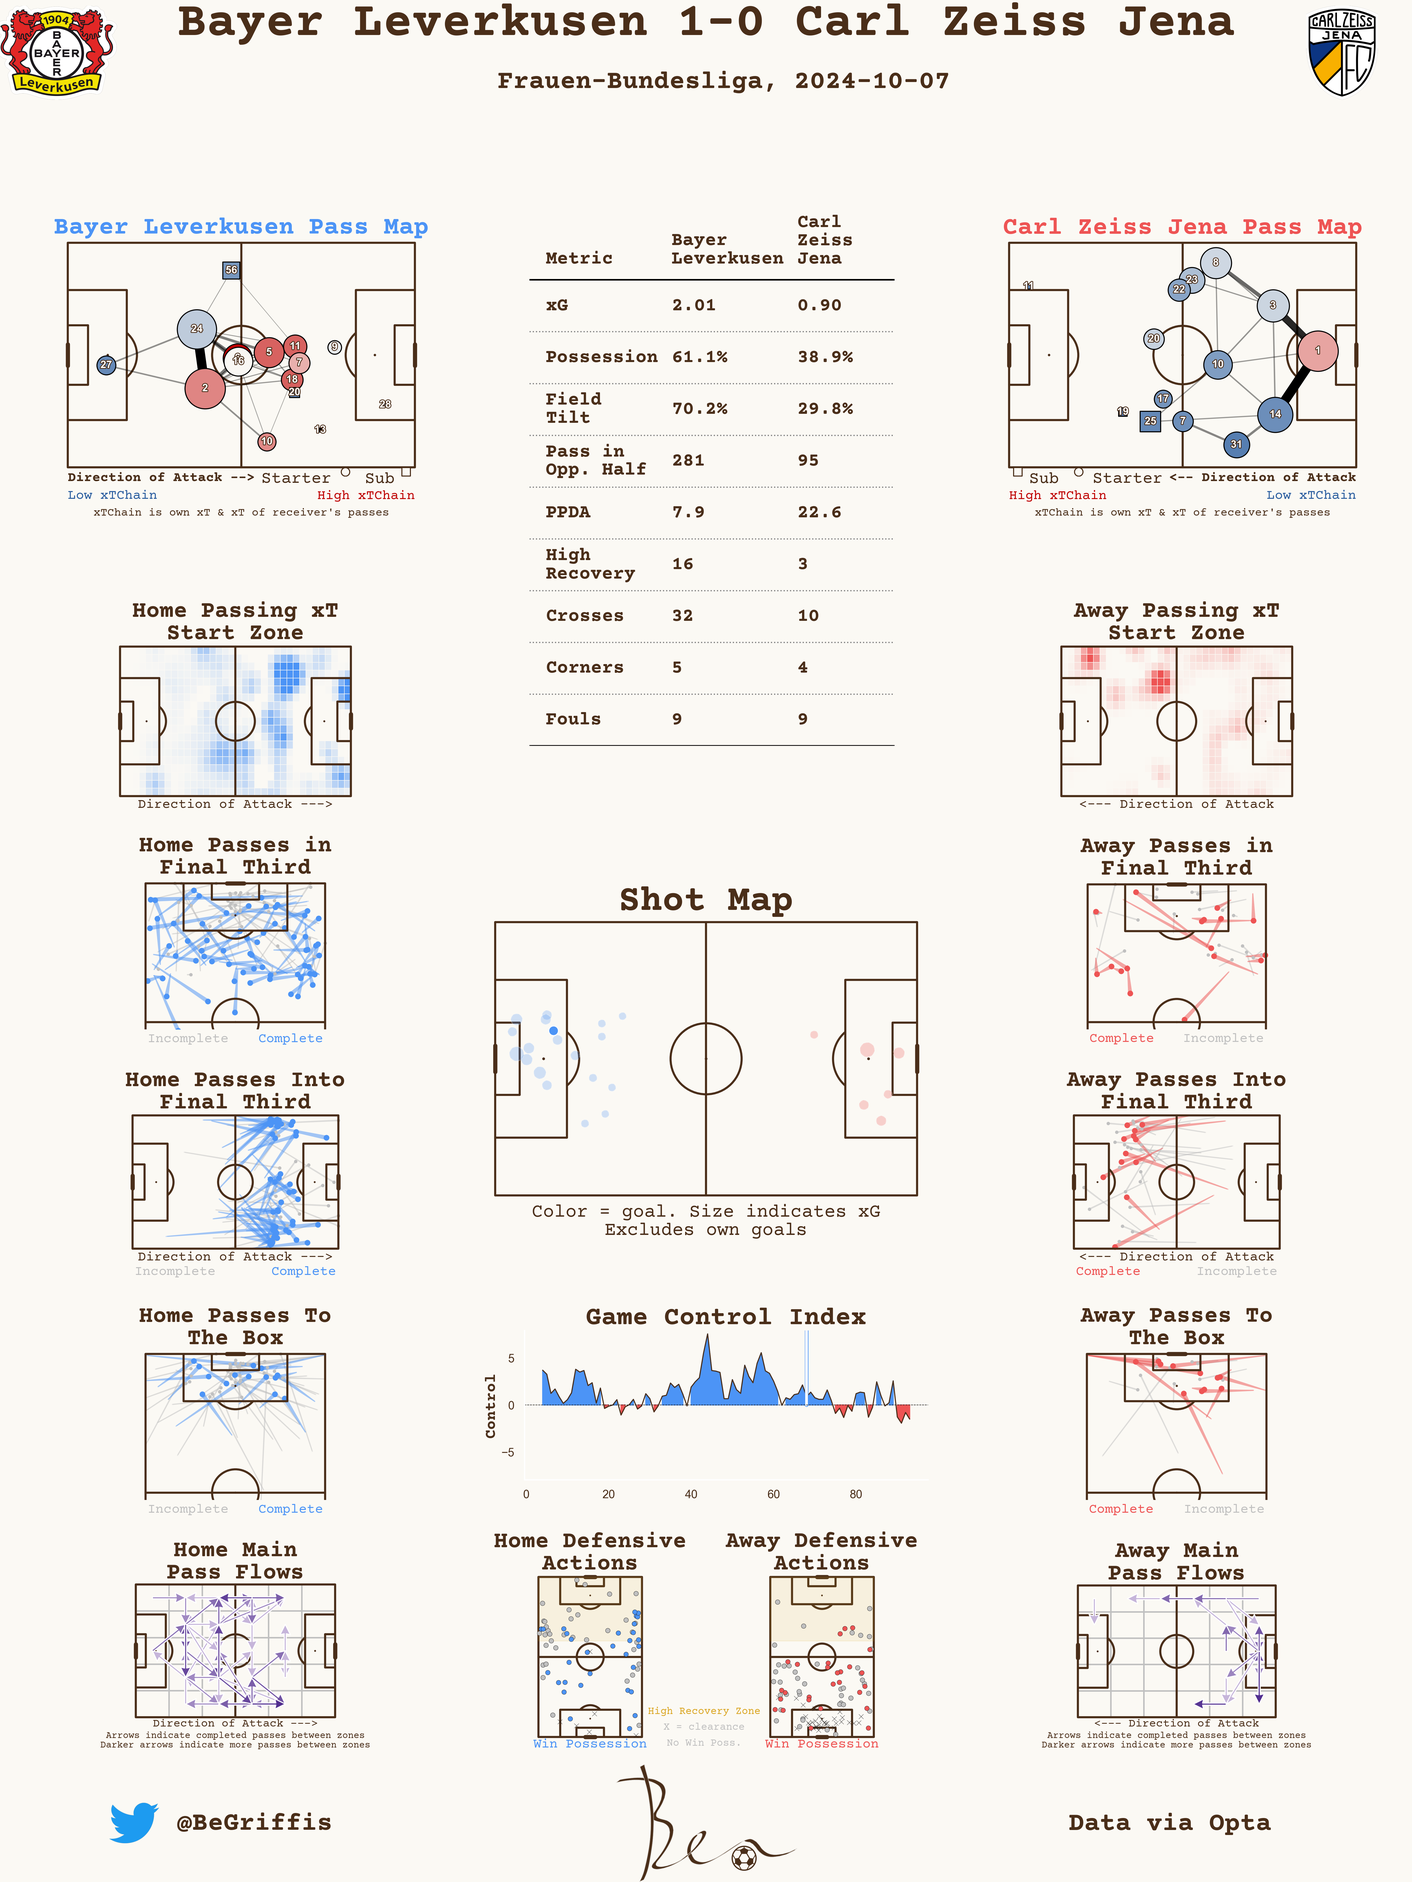 Bayer Leverkusen 1-0 Carl Zeiss Jena
Frauen-Bundesliga, 2024-10-07
1904
BAYER
BAYER
Leverkusen
CARL ZEISS
JENA
FC
Bayer Leverkusen Pass Map
56
24
27
2
16
5
11
7
18
20
9
28
13
10
Direction of Attack --> Starter Sub
Low xTChain High xTChain
xTChain is own xT & xT of receiver's passes
Metric Bayer Leverkusen Carl Zeiss Jena
xG 2.01 0.90
Possession 61.1% 38.9%
Field Tilt 70.2% 29.8%
Pass in Opp. Half 281 95
PPDA 7.9 22.6
High Recovery 16 3
Crosses 32 10
Corners 5 4
Fouls 9 9
Carl Zeiss Jena Pass Map
11
8
23
22
3
20
1
10
17
19
25
7
14
31
Sub Starter <-- Direction of Attack
High xTChain Low xTChain
xTChain is own xT & xT of receiver's passes
Home Passing xT
Start Zone
Direction of Attack --->
Away Passing xT
Start Zone
<--- Direction of Attack
Home Passes in
Final Third
Incomplete Complete
Away Passes in
Final Third
Complete Incomplete
Shot Map
Color = goal. Size indicates xG
Excludes own goals
Home Passes Into
Final Third
Direction of Attack --->
Incomplete Complete
Away Passes Into
Final Third
<--- Direction of Attack
Complete Incomplete
Home Passes To
The Box
Incomplete Complete
Game Control Index
Control
5
0
−5
0 20 40 60 80
Away Passes To
The Box
Complete Incomplete
Home Main
Pass Flows
Direction of Attack --->
Arrows indicate completed passes between zones
Darker arrows indicate more passes between zones
Home Defensive
Actions
Win Possession
High Recovery Zone
X = clearance
No Win Poss.
Away Defensive
Actions
Win Possession
Away Main
Pass Flows
<--- Direction of Attack
Arrows indicate completed passes between zones
Darker arrows indicate more passes between zones
@BeGriffis
Ben
Data via Opta